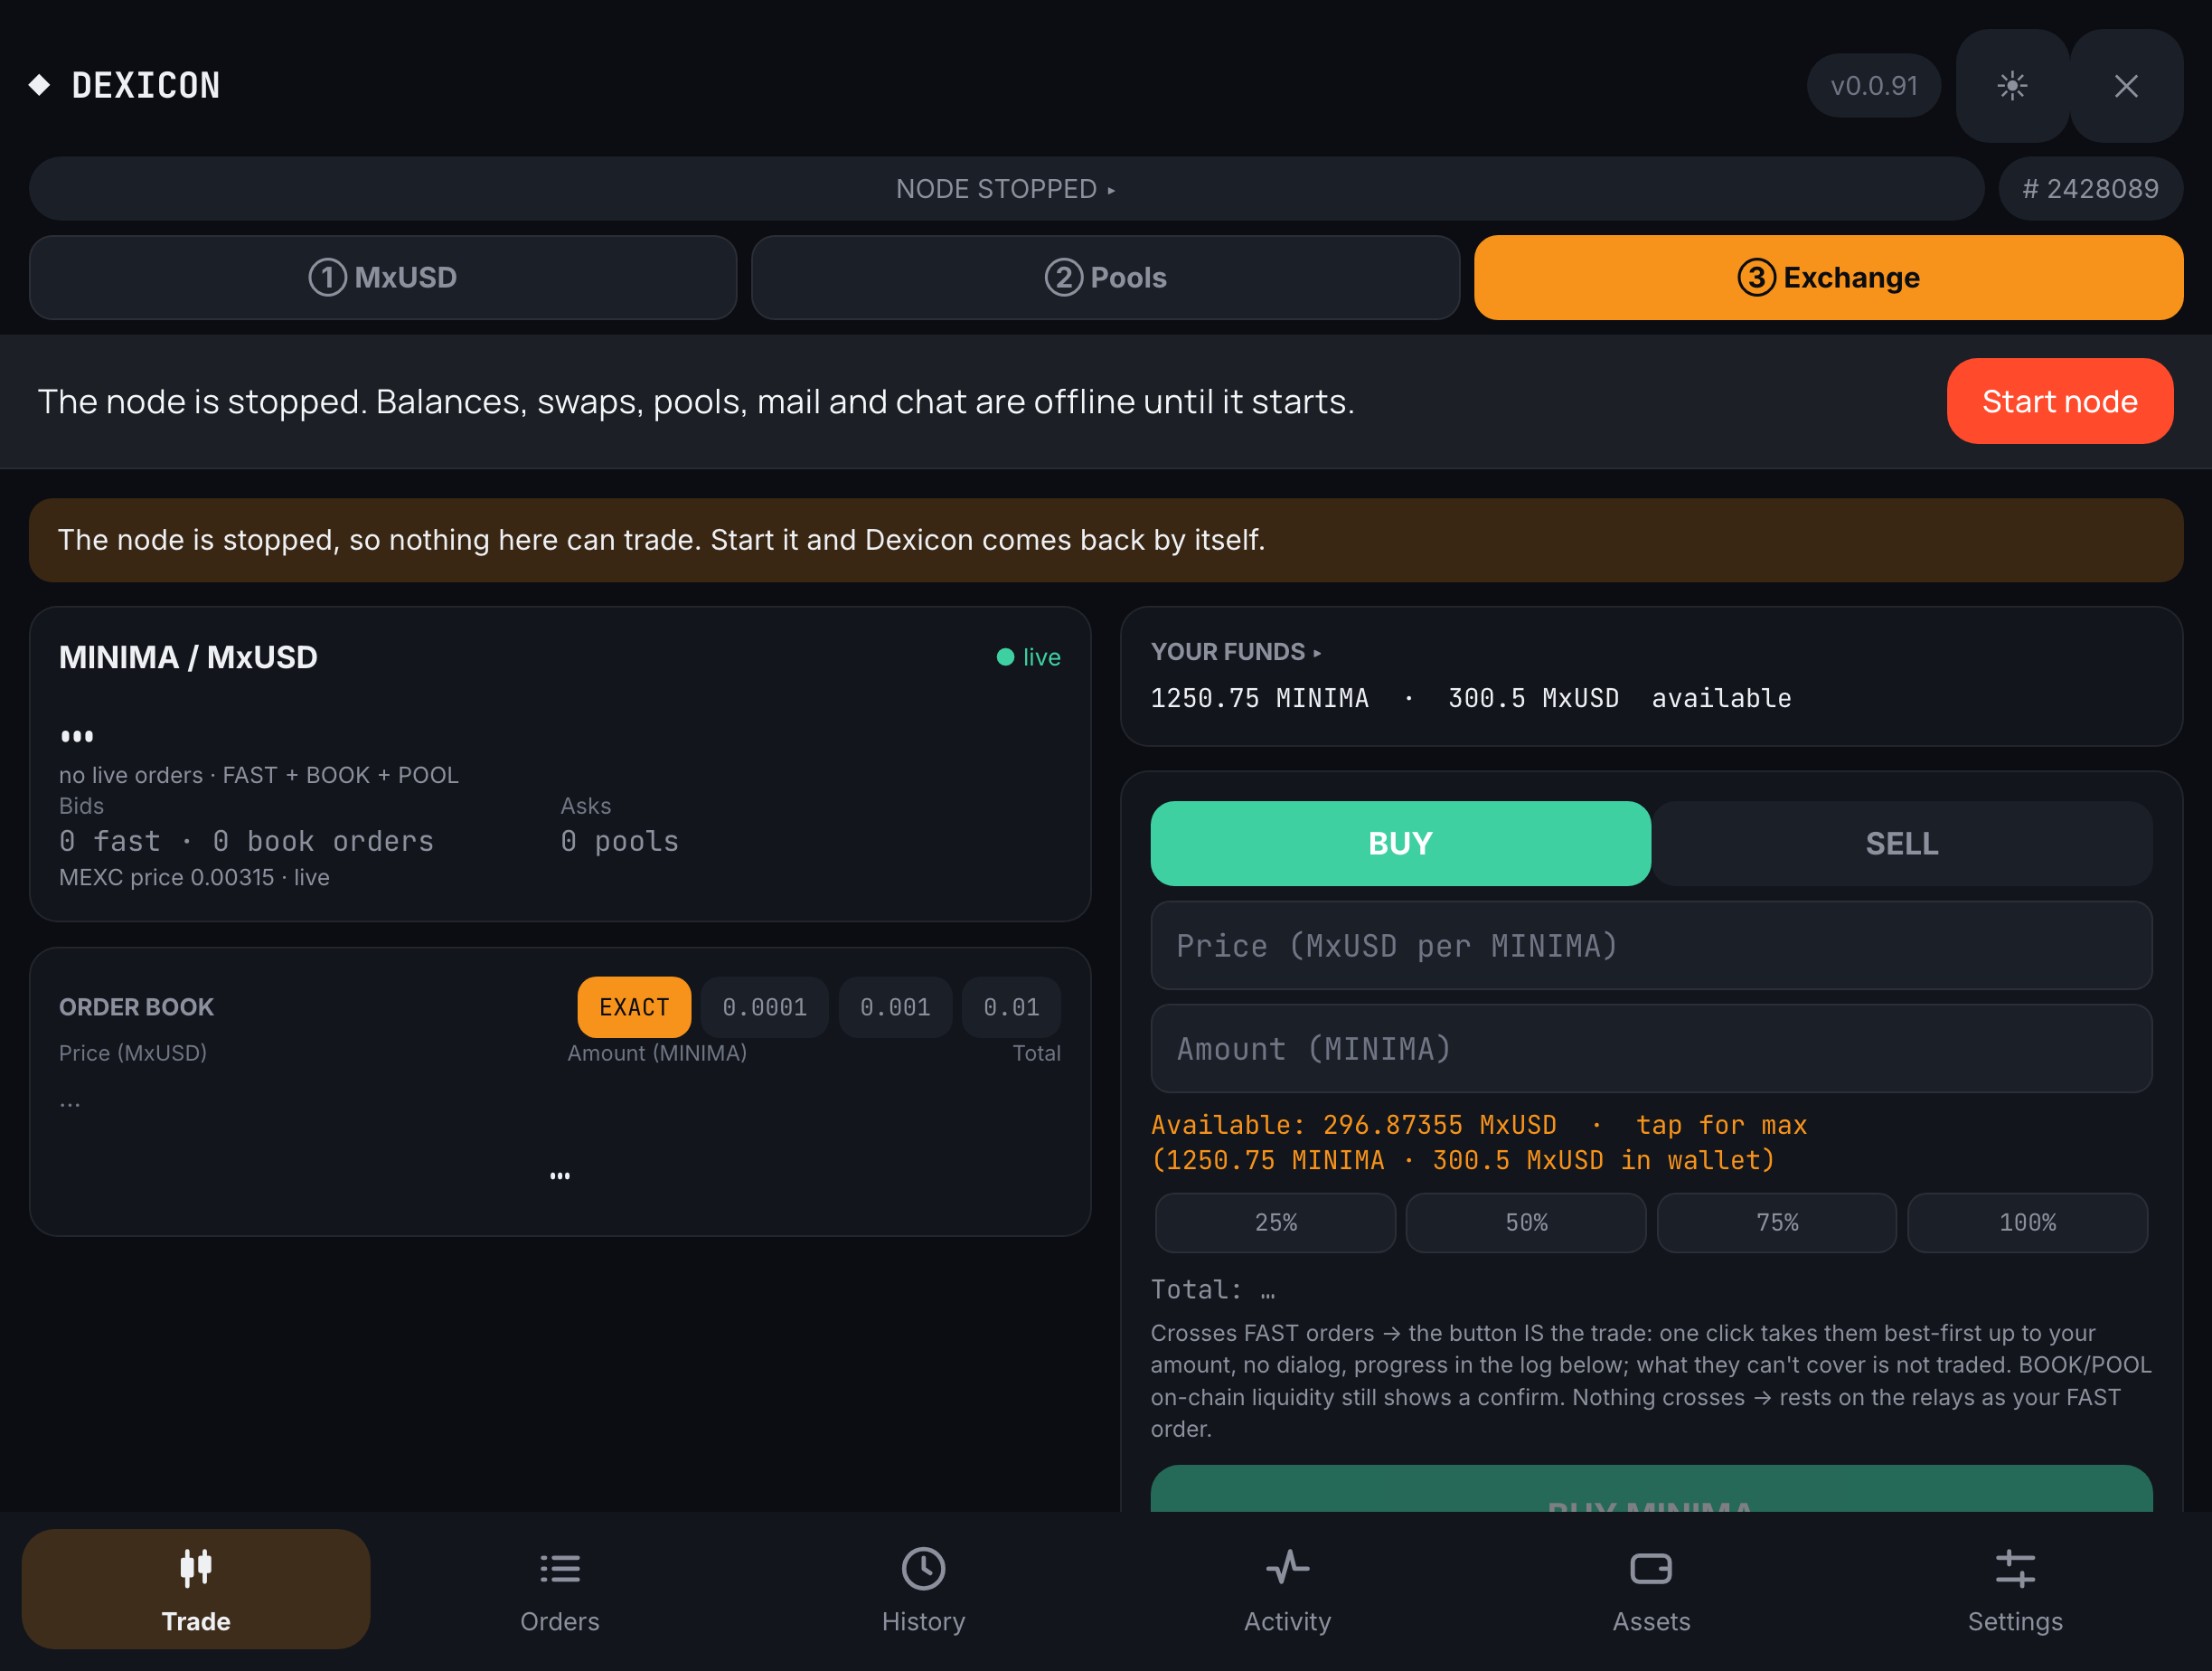 ◆ DEXICON
v0.0.91
NODE STOPPED ▸
# 2428089
① MxUSD
② Pools
③ Exchange
The node is stopped. Balances, swaps, pools, mail and chat are offline until it starts.
Start node
The node is stopped, so nothing here can trade. Start it and Dexicon comes back by itself.
MINIMA / MxUSD
● live
…
no live orders · FAST + BOOK + POOL
Bids
Asks
0 fast · 0 book orders
0 pools
MEXC price 0.00315 · live
ORDER BOOK
EXACT
0.0001
0.001
0.01
Price (MxUSD)
Amount (MINIMA)
Total
…
…
YOUR FUNDS ▸
1250.75 MINIMA · 300.5 MxUSD available
BUY
SELL
Price (MxUSD per MINIMA)
Amount (MINIMA)
Available: 296.87355 MxUSD · tap for max
(1250.75 MINIMA · 300.5 MxUSD in wallet)
25%
50%
75%
100%
Total: …
Crosses FAST orders → the button IS the trade: one click takes them best-first up to your
amount, no dialog, progress in the log below; what they can't cover is not traded. BOOK/POOL
on-chain liquidity still shows a confirm. Nothing crosses → rests on the relays as your FAST
order.
BUY MINIMA
Trade
Orders
History
Activity
Assets
Settings